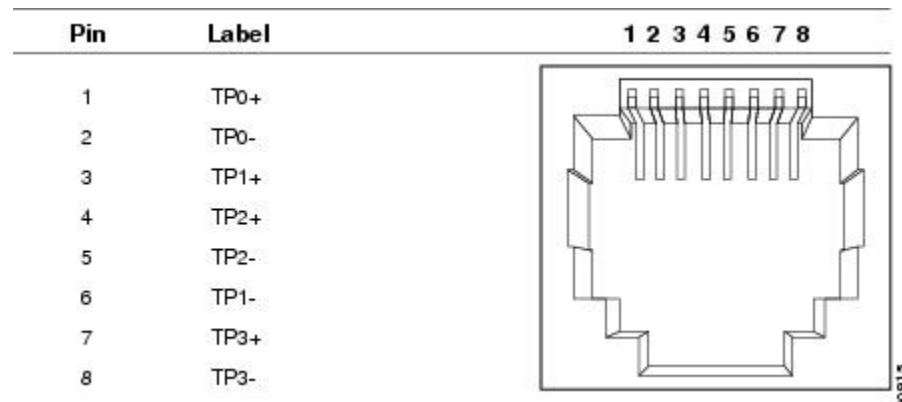 Pin Label 1 2 3 4 5 6 7 8
1 TP0+
2 TP0-
3 TP1+
4 TP2+
5 TP2-
6 TP1-
7 TP3+
8 TP3-